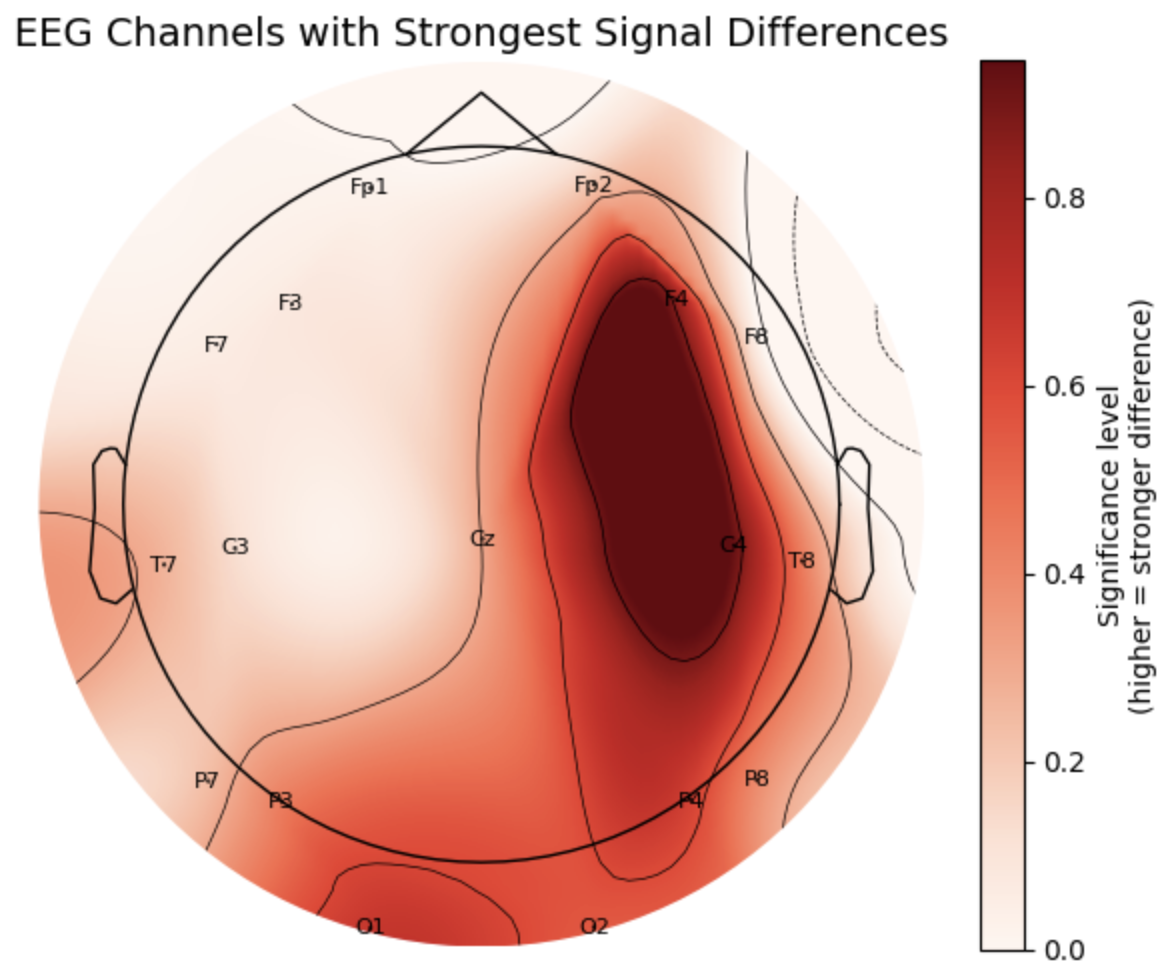 EEG Channels with Strongest Signal Differences
Fp1 Fp2
F3 F4
F7 F8
C3 Cz C4
T7 T8
P7 P8
P3 P4
O1 O2
0.8
0.6
0.4
0.2
0.0
Significance level
(higher = stronger difference)